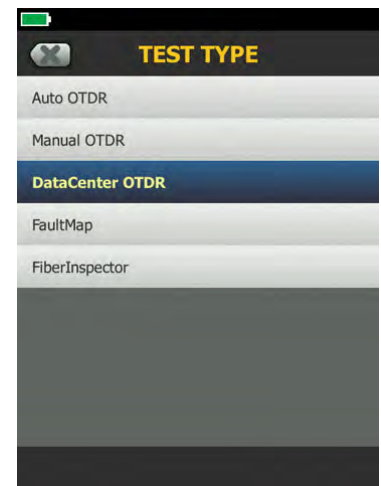 TEST TYPE
Auto OTDR
Manual OTDR
DataCenter OTDR
FaultMap
FiberInspector